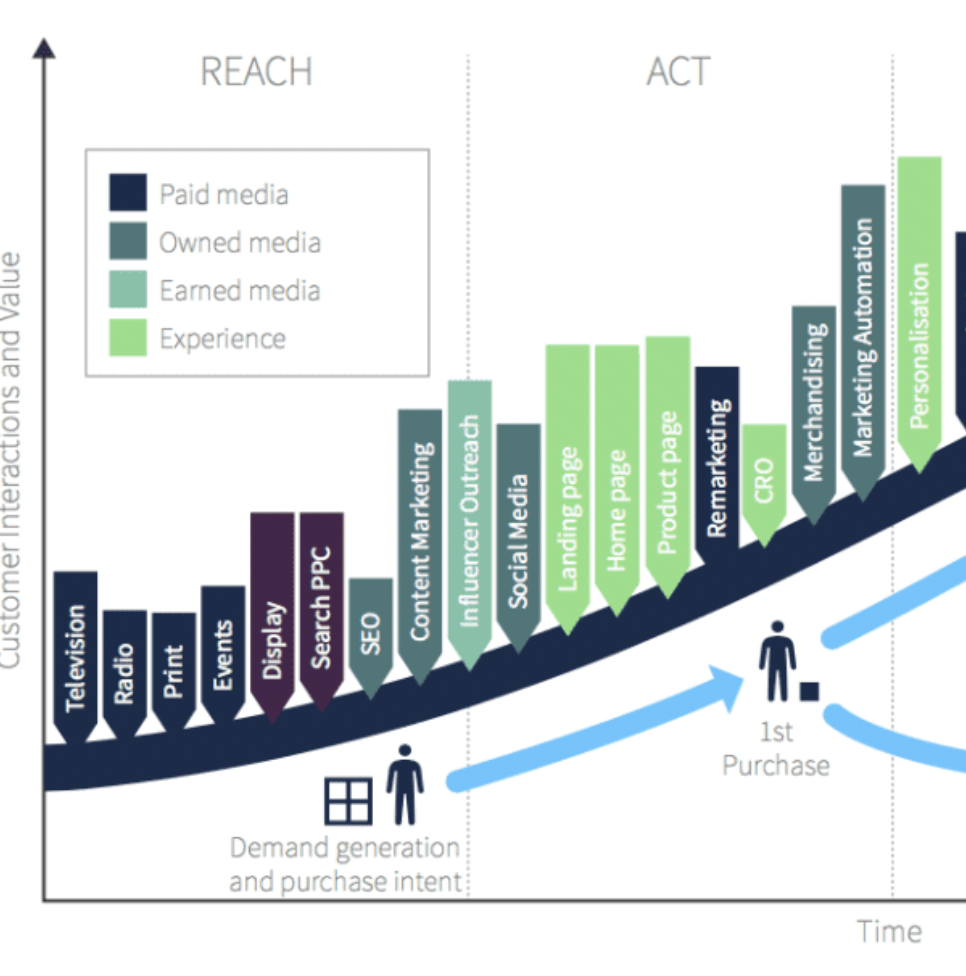 REACH
ACT
Paid media
Owned media
Earned media
Experience
Customer Interactions and Value
Television
Radio
Print
Events
Display
Search PPC
SEO
Content Marketing
Influencer Outreach
Social Media
Landing page
Home page
Product page
Remarketing
CRO
Merchandising
Marketing Automation
Personalisation
1st
Purchase
Demand generation
and purchase intent
Time